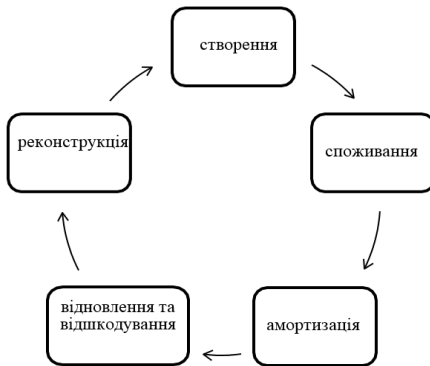 створення
споживання
амортизація
відновлення та
відшкодування
реконструкція